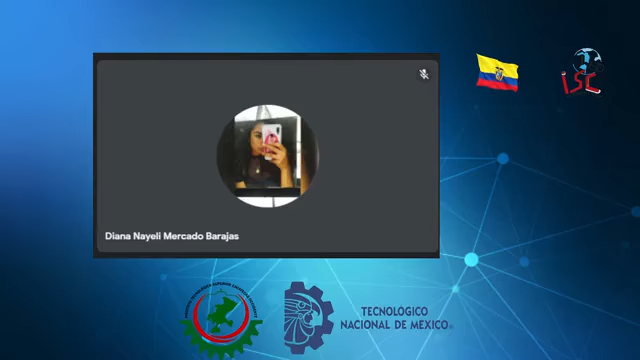 isc
Diana Nayeli Mercado Barajas
TECNOLÓGICO
NACIONAL DE MÉXICO